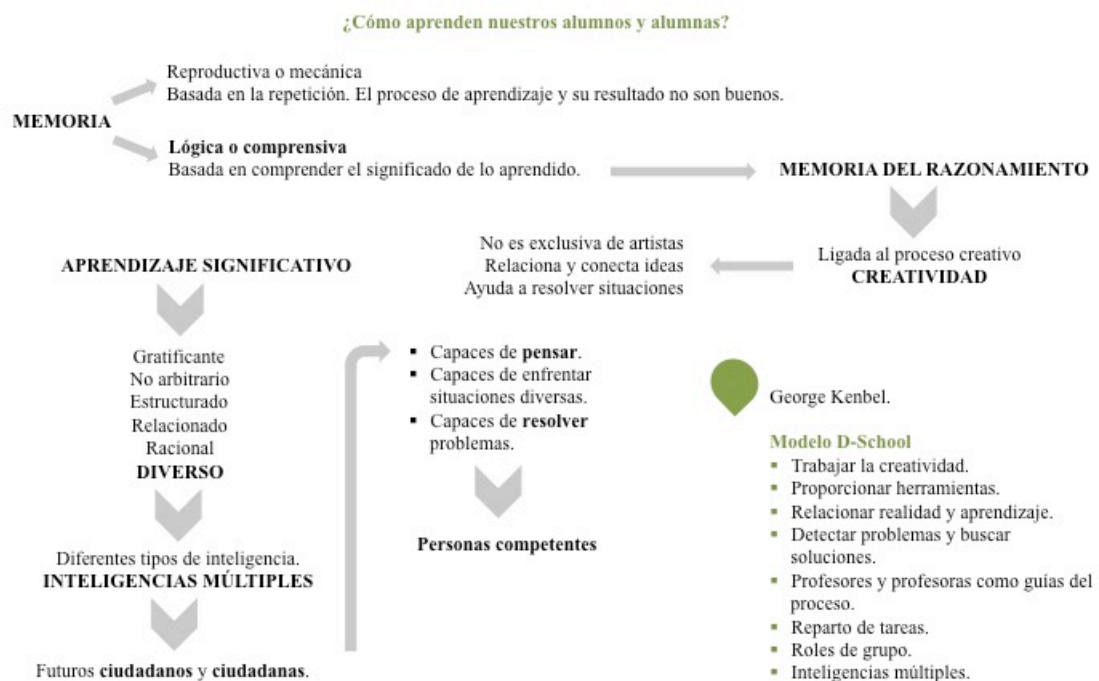 ¿Cómo aprenden nuestros alumnos y alumnas?
Reproductiva o mecánica
Basada en la repetición. El proceso de aprendizaje y su resultado no son buenos.
MEMORIA
Lógica o comprensiva
Basada en comprender el significado de lo aprendido.
MEMORIA DEL RAZONAMIENTO
Ligada al proceso creativo
CREATIVIDAD
No es exclusiva de artistas
Relaciona y conecta ideas
Ayuda a resolver situaciones
APRENDIZAJE SIGNIFICATIVO
Gratificante
No arbitrario
Estructurado
Relacionado
Racional
DIVERSO
Diferentes tipos de inteligencia.
INTELIGENCIAS MÚLTIPLES
Futuros ciudadanos y ciudadanas.
▪ Capaces de pensar.
▪ Capaces de enfrentar
situaciones diversas.
▪ Capaces de resolver
problemas.
Personas competentes
George Kenbel.
Modelo D-School
▪ Trabajar la creatividad.
▪ Proporcionar herramientas.
▪ Relacionar realidad y aprendizaje.
▪ Detectar problemas y buscar
soluciones.
▪ Profesores y profesoras como guías del
proceso.
▪ Reparto de tareas.
▪ Roles de grupo.
▪ Inteligencias múltiples.